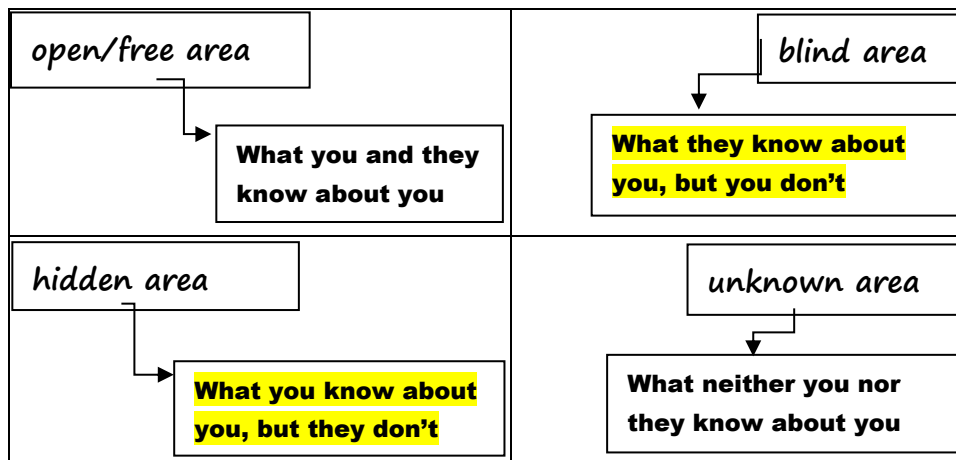 open/free area
What you and they
know about you
blind area
What they know about
you, but you don’t
hidden area
What you know about
you, but they don’t
unknown area
What neither you nor
they know about you